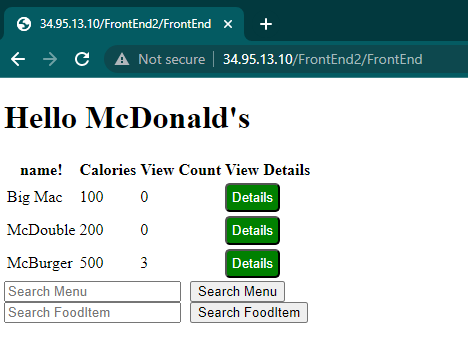 34.95.13.10/FrontEnd2/FrontEnd
Not secure 34.95.13.10/FrontEnd2/FrontEnd
Hello McDonald's
name! Calories View Count View Details
Big Mac 100 0 Details
McDouble 200 0 Details
McBurger 500 3 Details
Search Menu Search Menu
Search FoodItem Search FoodItem